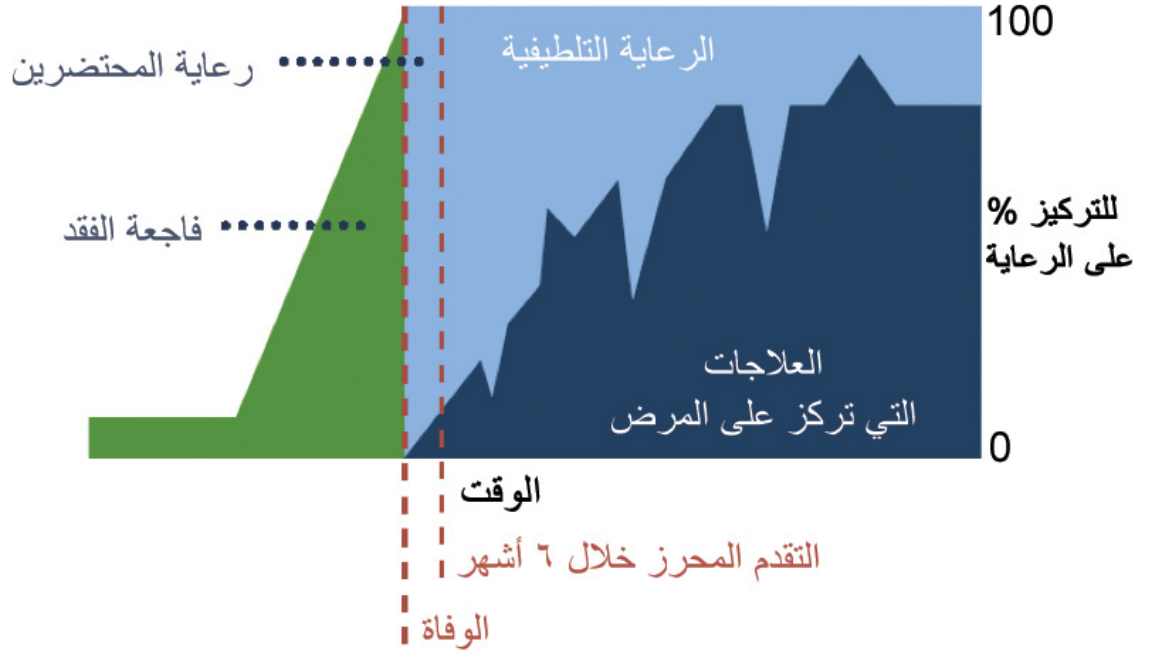 100
الرعاية التلطيفية
رعاية المحتضرين
% للتركيز
على الرعاية
فاجعة الفقد
العلاجات
التي تركز على المرض
0
الوقت
التقدم المحرز خلال ٦ أشهر
الوفاة